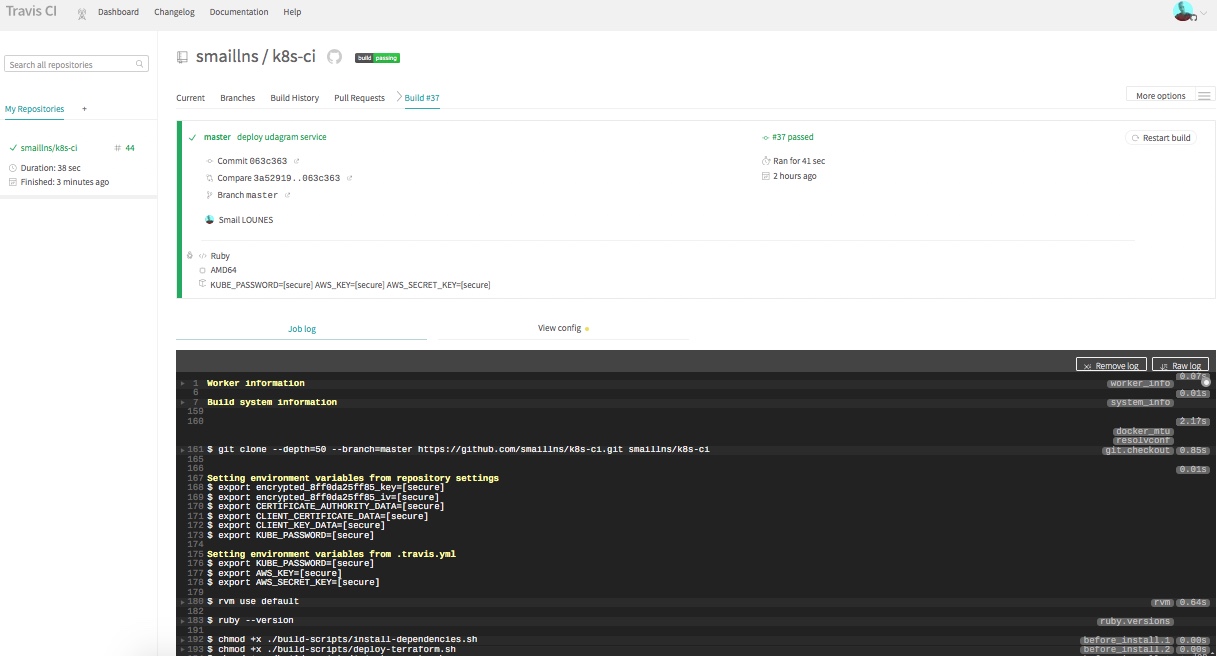 Travis CI
Dashboard
Changelog
Documentation
Help
Search all repositories
My Repositories +
smaillns/k8s-ci # 44
Duration: 38 sec
Finished: 3 minutes ago
smaillns / k8s-ci build passing
Current
Branches
Build History
Pull Requests
Build #37
More options
master deploy udagram service
#37 passed
Restart build
Commit 063c363
Ran for 41 sec
Compare 3a52919..063c363
2 hours ago
Branch master
Smail LOUNES
Ruby
AMD64
KUBE_PASSWORD=[secure] AWS_KEY=[secure] AWS_SECRET_KEY=[secure]
Job log
View config
Remove log
Raw log
1 Worker information worker_info 0.07s
6 0.01s
7 Build system information system_info
159
160 2.17s
docker_mtu
resolvconf
161 $ git clone --depth=50 --branch=master https://github.com/smaillns/k8s-ci.git smaillns/k8s-ci git.checkout 0.85s
165
166 0.01s
167 Setting environment variables from repository settings
168 $ export encrypted_8ff0da25ff85_key=[secure]
169 $ export encrypted_8ff0da25ff85_iv=[secure]
170 $ export CERTIFICATE_AUTHORITY_DATA=[secure]
171 $ export CLIENT_CERTIFICATE_DATA=[secure]
172 $ export CLIENT_KEY_DATA=[secure]
173 $ export KUBE_PASSWORD=[secure]
174
175 Setting environment variables from .travis.yml
176 $ export KUBE_PASSWORD=[secure]
177 $ export AWS_KEY=[secure]
178 $ export AWS_SECRET_KEY=[secure]
179
180 $ rvm use default rvm 0.64s
182
183 $ ruby --version ruby.versions
191
192 $ chmod +x ./build-scripts/install-dependencies.sh before_install.1 0.00s
193 $ chmod +x ./build-scripts/deploy-terraform.sh before_install.2 0.00s